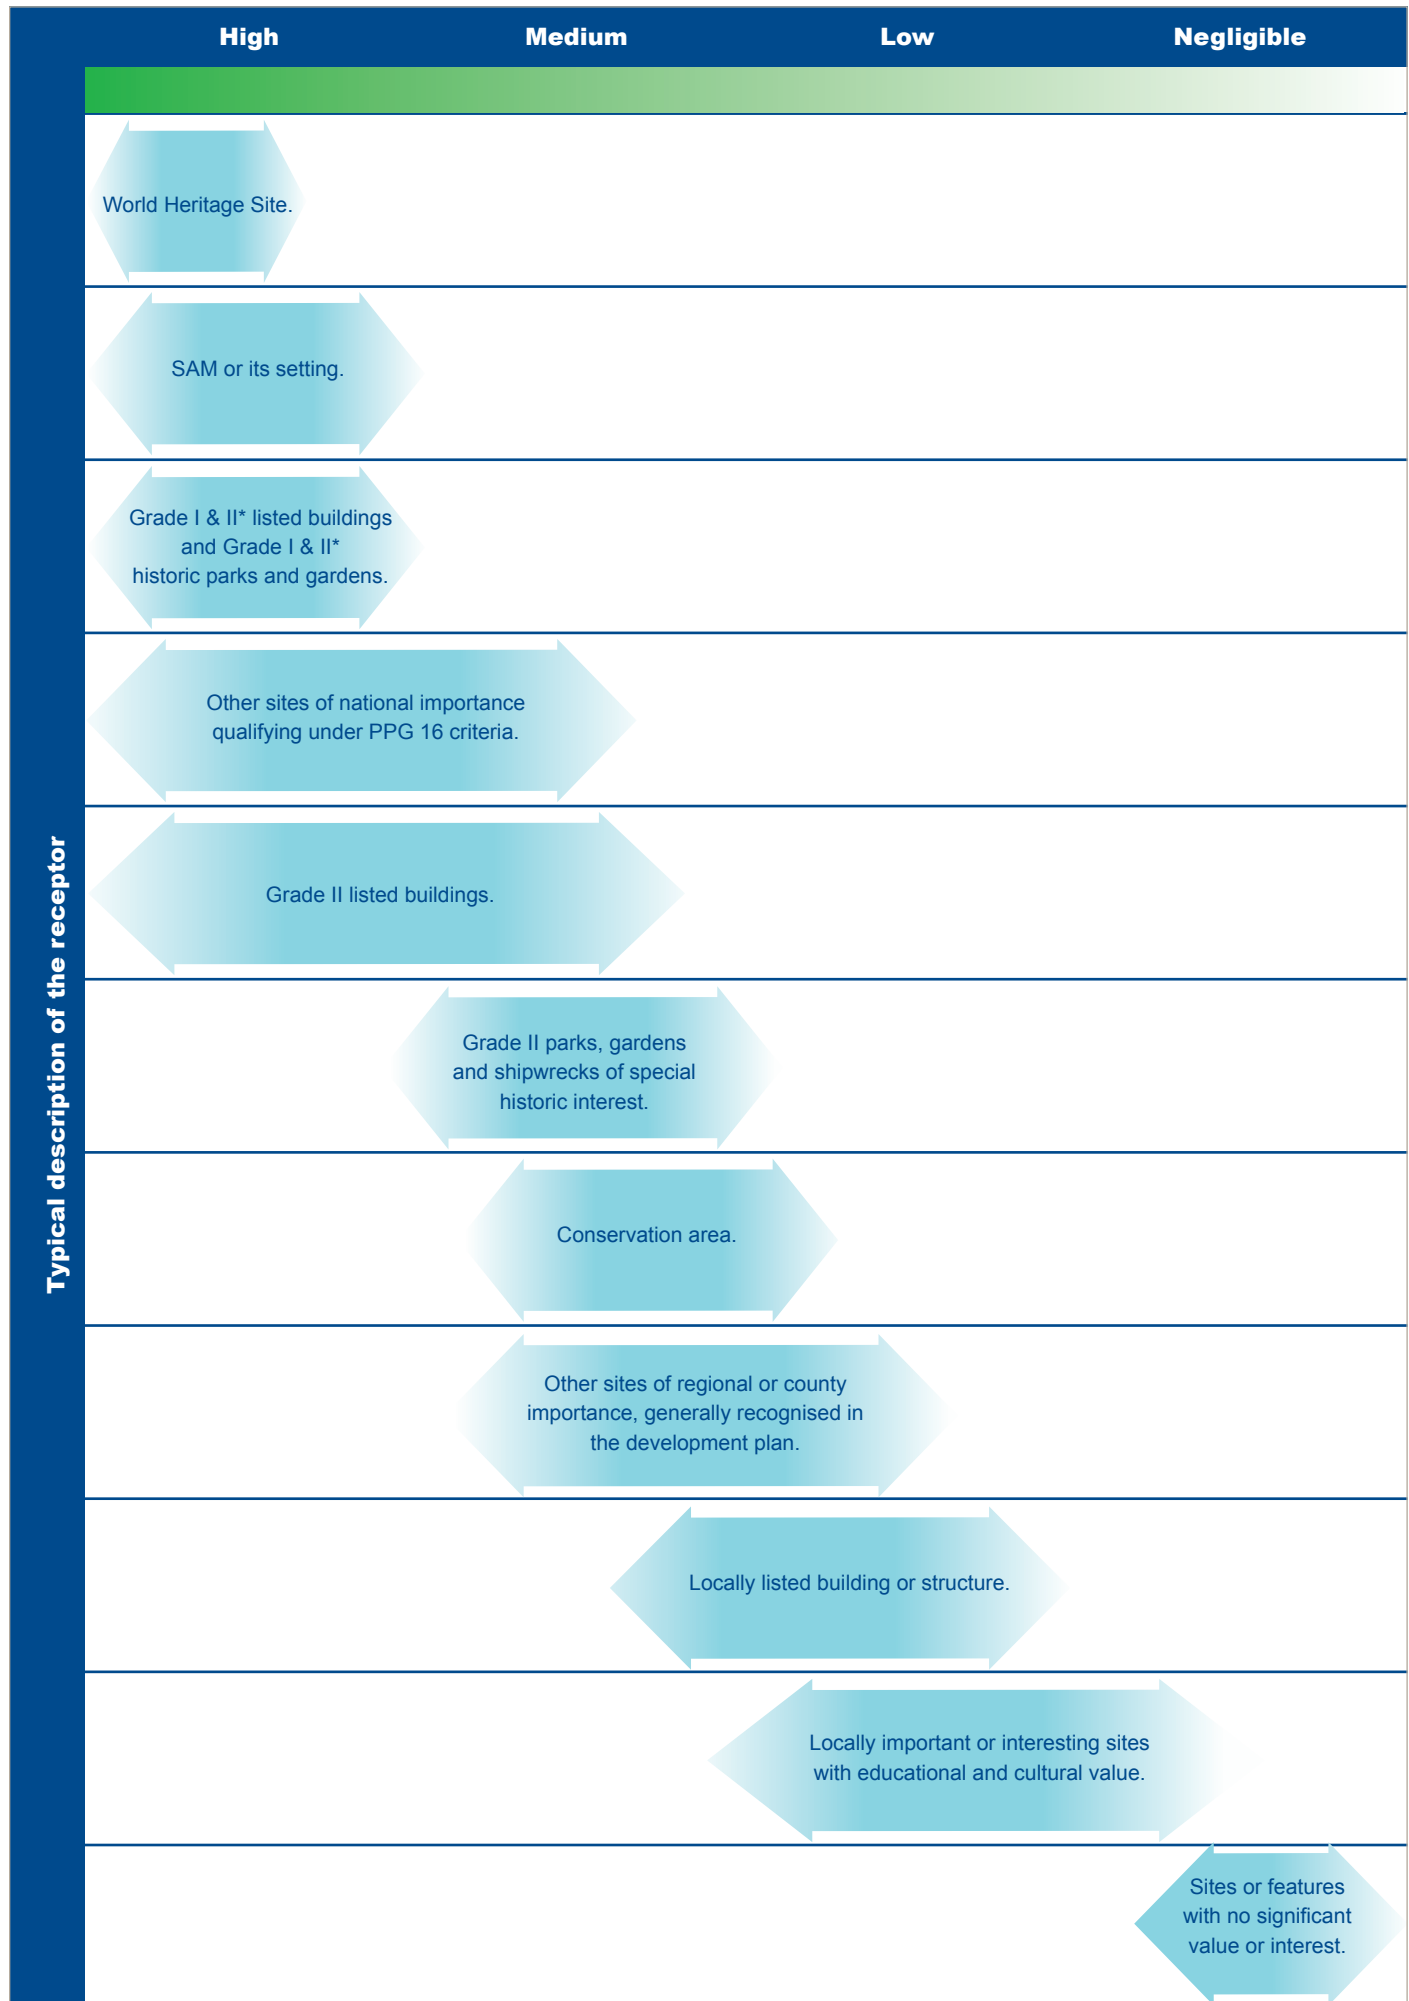 High Medium Low Negligible
Typical description of the receptor
World Heritage Site.
SAM or its setting.
Grade I & II* listed buildings
and Grade I & II*
historic parks and gardens.
Other sites of national importance
qualifying under PPG 16 criteria.
Grade II listed buildings.
Grade II parks, gardens
and shipwrecks of special
historic interest.
Conservation area.
Other sites of regional or county
importance, generally recognised in
the development plan.
Locally listed building or structure.
Locally important or interesting sites
with educational and cultural value.
Sites or features
with no significant
value or interest.